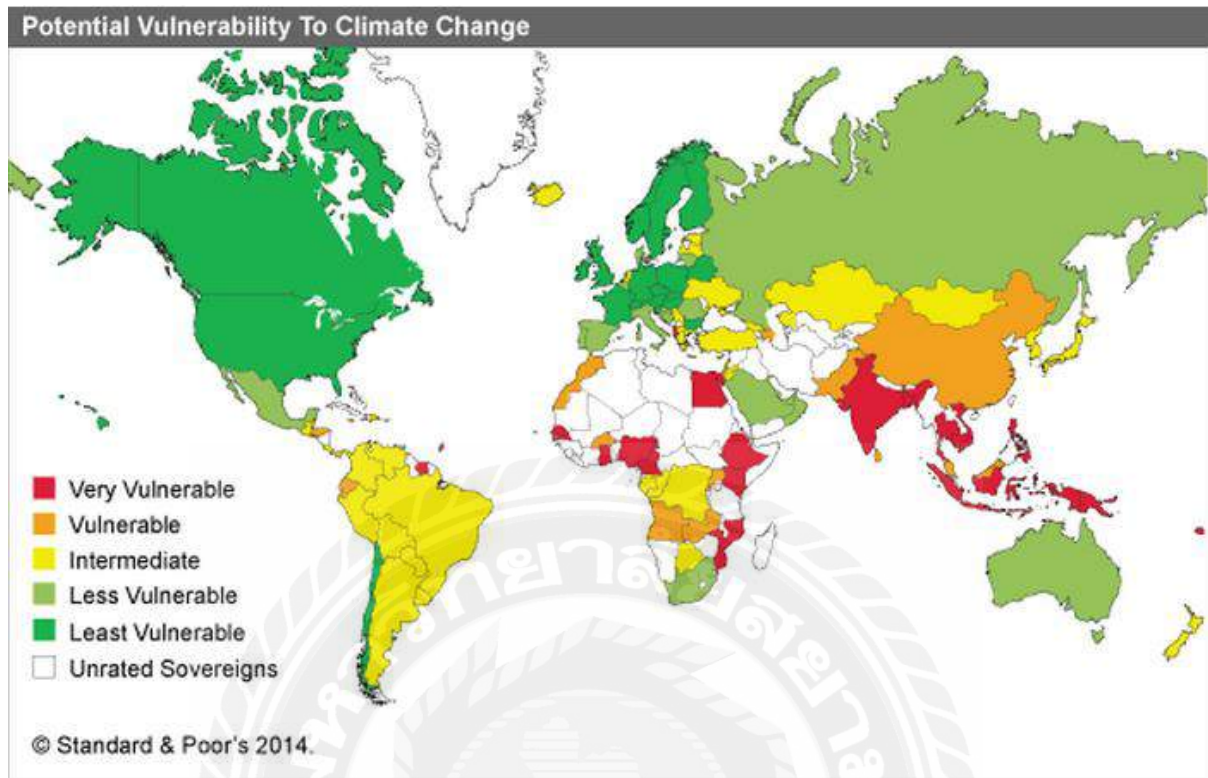 Potential Vulnerability To Climate Change
Very Vulnerable
Vulnerable
Intermediate
Less Vulnerable
Least Vulnerable
Unrated Sovereigns
© Standard & Poor's 2014.